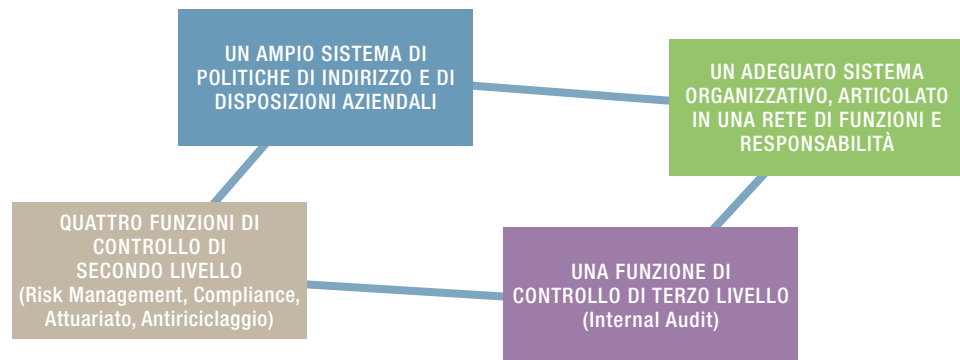 UN AMPIO SISTEMA DI
POLITICHE DI INDIRIZZO E DI
DISPOSIZIONI AZIENDALI
UN ADEGUATO SISTEMA
ORGANIZZATIVO, ARTICOLATO
IN UNA RETE DI FUNZIONI E
RESPONSABILITÀ
QUATTRO FUNZIONI DI
CONTROLLO DI
SECONDO LIVELLO
(Risk Management, Compliance,
Attuariato, Antiriciclaggio)
UNA FUNZIONE DI
CONTROLLO DI TERZO LIVELLO
(Internal Audit)